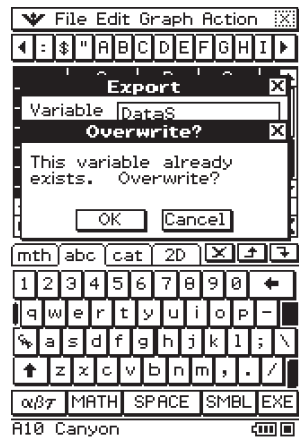 File Edit Graph Action
: $ " A B C D E F G H I
Export
Variable DataS
Overwrite?
This variable already
exists. Overwrite?
OK Cancel
mth abc cat 2D
1 2 3 4 5 6 7 8 9 0
q w e r t y u i o p -
a s d f g h j k l ; \
z x c v b n m , . /
αβγ MATH SPACE SMBL EXE
A10 Canyon